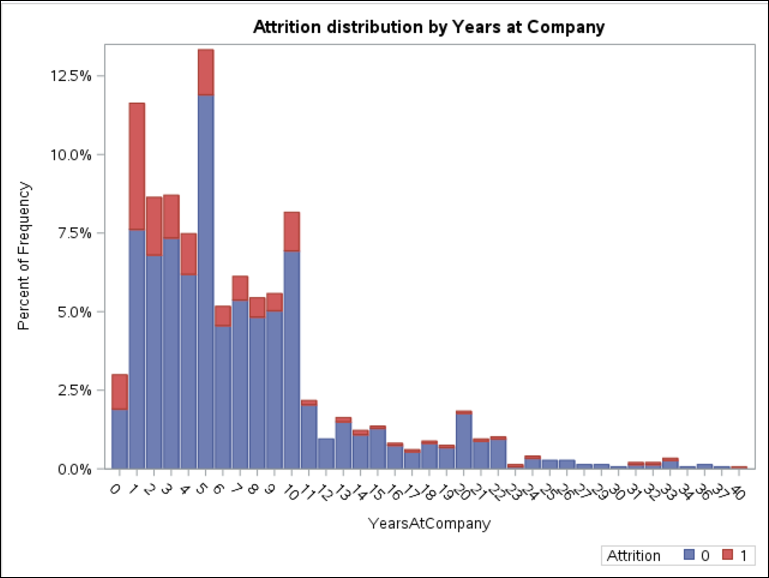 Attrition distribution by Years at Company
12.5%
10.0%
7.5%
5.0%
2.5%
0.0%
Percent of Frequency
0 1 2 3 4 5 6 7 8 9 10 11 12 13 14 15 16 17 18 19 20 21 22 23 24 25 26 27 29 30 31 32 33 34 36 37 40
YearsAtCompany
Attrition 0 1